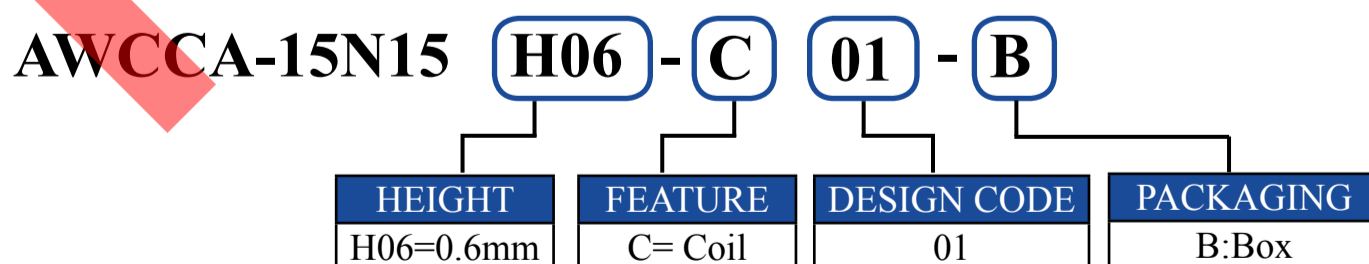 AWCCA-15N15 H06 - C 01 - B
HEIGHT FEATURE DESIGN CODE PACKAGING
H06=0.6mm C= Coil 01 B:Box